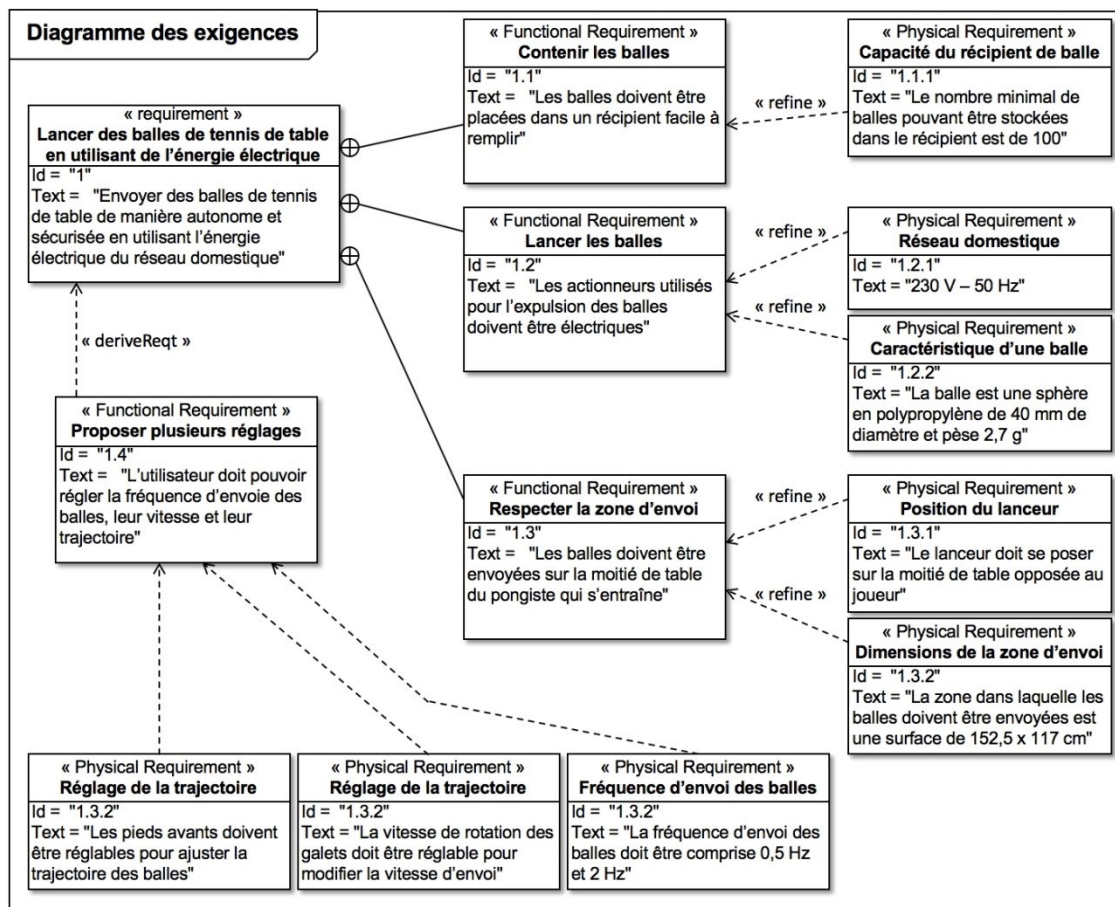 Diagramme des exigences
« requirement »
Lancer des balles de tennis de table
en utilisant de l’énergie électrique
Id = "1"
Text = "Envoyer des balles de tennis
de table de manière autonome et
sécurisée en utilisant l’énergie
électrique du réseau domestique"
« Functional Requirement »
Contenir les balles
Id = "1.1"
Text = "Les balles doivent être
placées dans un récipient facile à
remplir"
« refine »
« Physical Requirement »
Capacité du récipient de balle
Id = "1.1.1"
Text = "Le nombre minimal de
balles pouvant être stockées
dans le récipient est de 100"
« Functional Requirement »
Lancer les balles
Id = "1.2"
Text = "Les actionneurs utilisés
pour l’expulsion des balles
doivent être électriques"
« refine »
« refine »
« Physical Requirement »
Réseau domestique
Id = "1.2.1"
Text = "230 V – 50 Hz"
« Physical Requirement »
Caractéristique d’une balle
Id = "1.2.2"
Text = "La balle est une sphère
en polypropylène de 40 mm de
diamètre et pèse 2,7 g"
« deriveReqt »
« Functional Requirement »
Proposer plusieurs réglages
Id = "1.4"
Text = "L’utilisateur doit pouvoir
régler la fréquence d’envoie des
balles, leur vitesse et leur
trajectoire"
« Functional Requirement »
Respecter la zone d’envoi
Id = "1.3"
Text = "Les balles doivent être
envoyées sur la moitié de table
du pongiste qui s’entraîne"
« refine »
« refine »
« Physical Requirement »
Position du lanceur
Id = "1.3.1"
Text = "Le lanceur doit se poser
sur la moitié de table opposée au
joueur"
« Physical Requirement »
Dimensions de la zone d’envoi
Id = "1.3.2"
Text = "La zone dans laquelle les
balles doivent être envoyées est
une surface de 152,5 x 117 cm"
« Physical Requirement »
Réglage de la trajectoire
Id = "1.3.2"
Text = "Les pieds avants doivent
être réglables pour ajuster la
trajectoire des balles"
« Physical Requirement »
Réglage de la trajectoire
Id = "1.3.2"
Text = "La vitesse de rotation des
galets doit être réglable pour
modifier la vitesse d’envoi"
« Physical Requirement »
Fréquence d’envoi des balles
Id = "1.3.2"
Text = "La fréquence d’envoi des
balles doit être comprise 0,5 Hz
et 2 Hz"